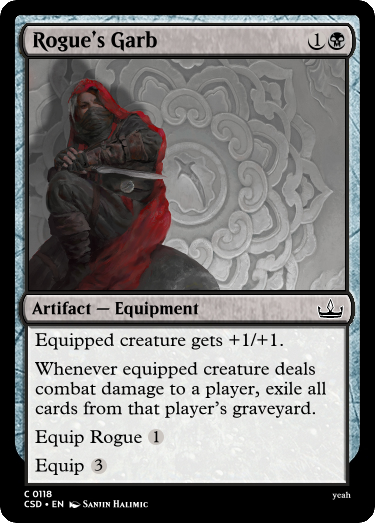 Rogue's Garb 1
Artifact — Equipment
Equipped creature gets +1/+1.
Whenever equipped creature deals
combat damage to a player, exile all
cards from that player's graveyard.
Equip Rogue 1
Equip 3
C 0118
CSD • EN Sanjin Halimic
yeah